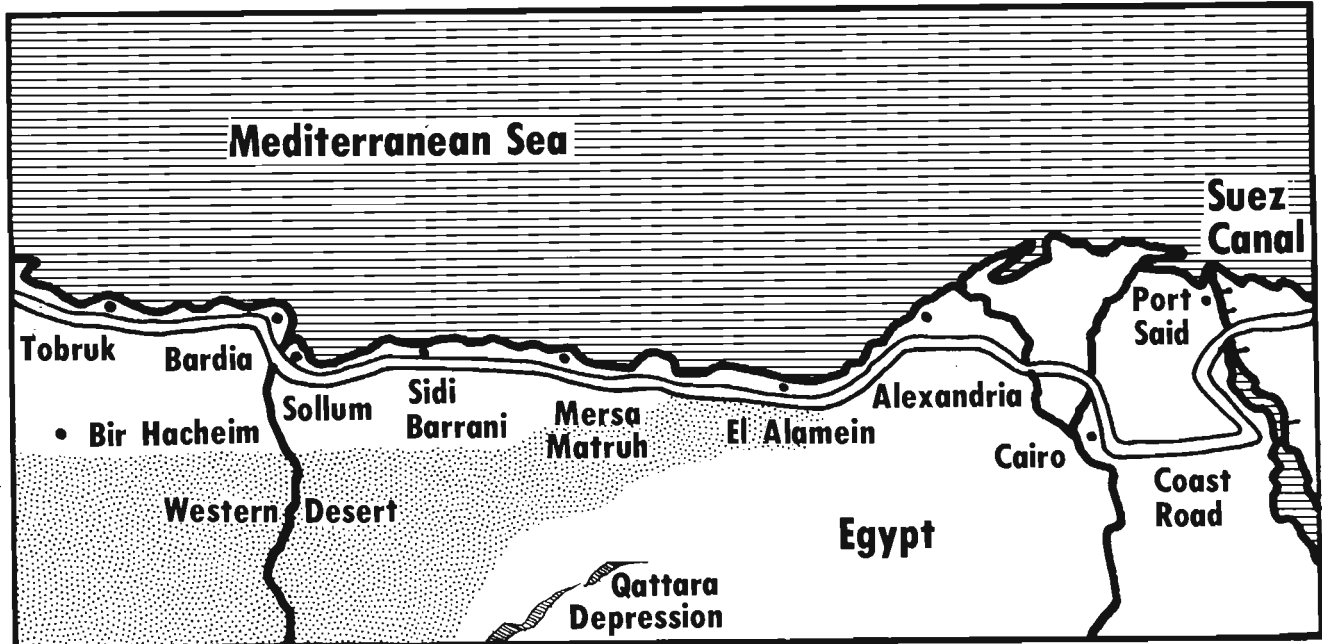 Mediterranean Sea
Suez
Canal
Port
Said
Tobruk
Bardia
Sollum
Sidi
Barrani
Mersa
Matruh
El Alamein
Alexandria
Bir Hacheim
Cairo
Coast
Road
Western Desert
Egypt
Qattara
Depression